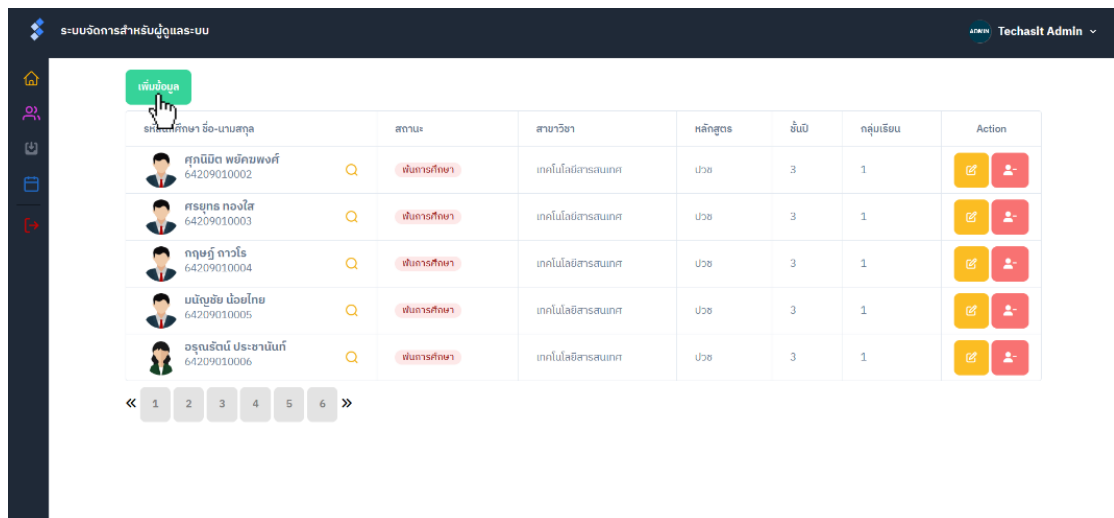 ระบบจัดการสำหรับผู้ดูแลระบบ
ADMIN Techasit Admin
เพิ่มข้อมูล
รหัสนักศึกษา ชื่อ-นามสกุล สถานะ สาขาวิชา หลักสูตร ชั้นปี กลุ่มเรียน Action
ศุภนิมิต พยัคฆพงศ์
64209010002 พ้นการศึกษา เทคโนโลยีสารสนเทศ ปวช 3 1
ศรยุทธ ทองใส
64209010003 พ้นการศึกษา เทคโนโลยีสารสนเทศ ปวช 3 1
กฤษฎ์ ถาวโร
64209010004 พ้นการศึกษา เทคโนโลยีสารสนเทศ ปวช 3 1
มนัญชัย น้อยไทย
64209010005 พ้นการศึกษา เทคโนโลยีสารสนเทศ ปวช 3 1
อรุณรัตน์ ประชานันท์
64209010006 พ้นการศึกษา เทคโนโลยีสารสนเทศ ปวช 3 1
« 1 2 3 4 5 6 »